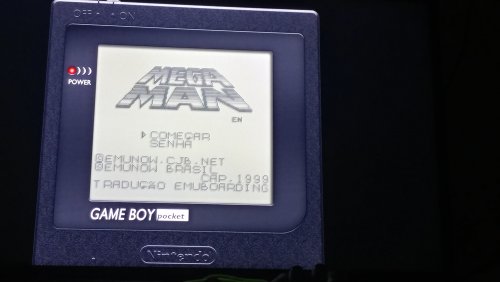 OFF ON
POWER
MEGA
MAN
EN
COMEÇAR
SENHA
©EMUNOW.CJB.NET
©EMUNOW BRASIL
CAP.1999
TRADUÇÃO EMUBOARDING
GAME BOY pocket
Nintendo